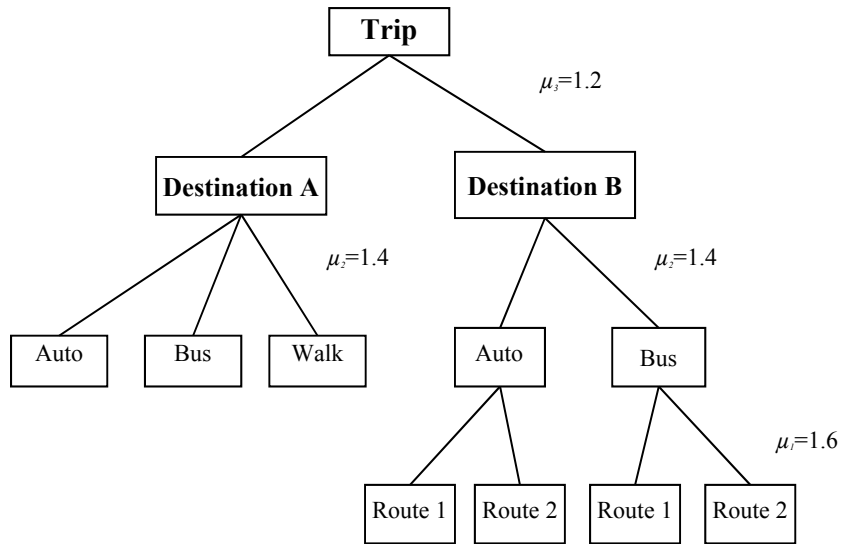 Trip
μ₃=1.2
Destination A
Destination B
μ₂=1.4
μ₂=1.4
Auto
Bus
Walk
Auto
Bus
μ₁=1.6
Route 1
Route 2
Route 1
Route 2